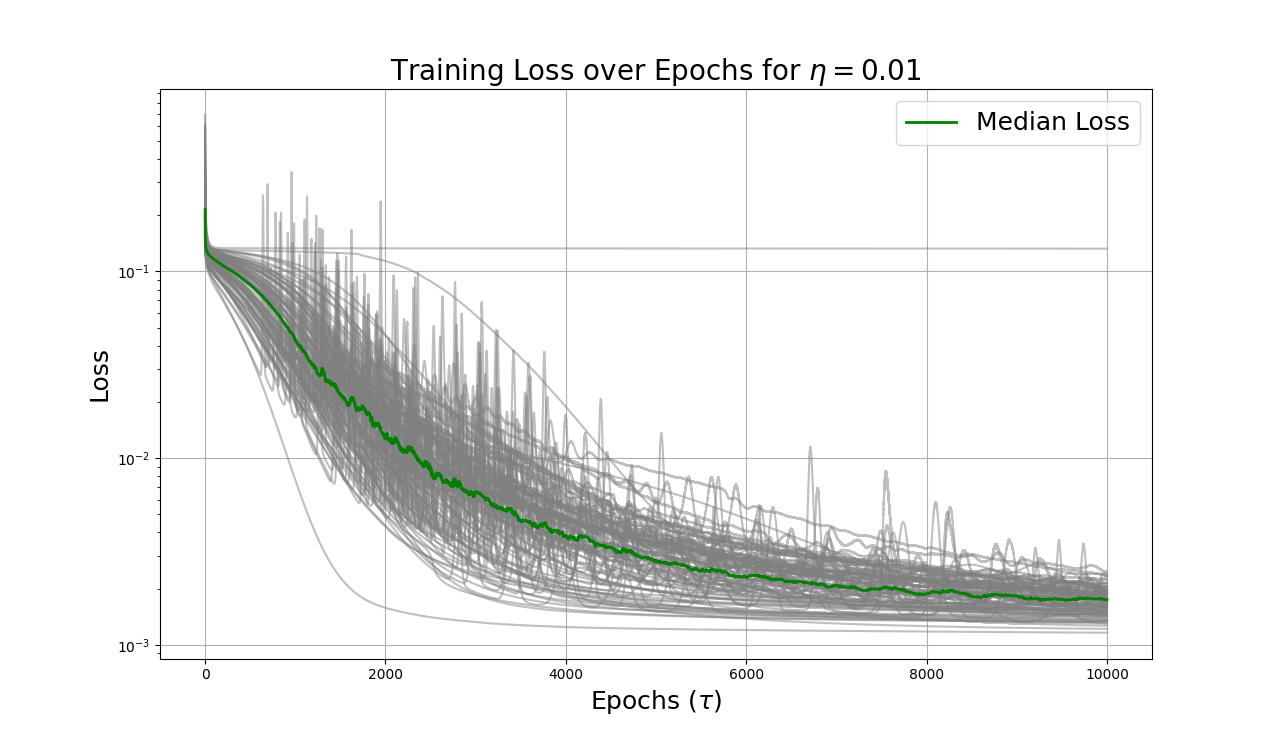 Training Loss over Epochs for η = 0.01
Median Loss
Loss
10⁻¹
10⁻²
10⁻³
0 2000 4000 6000 8000 10000
Epochs (τ)